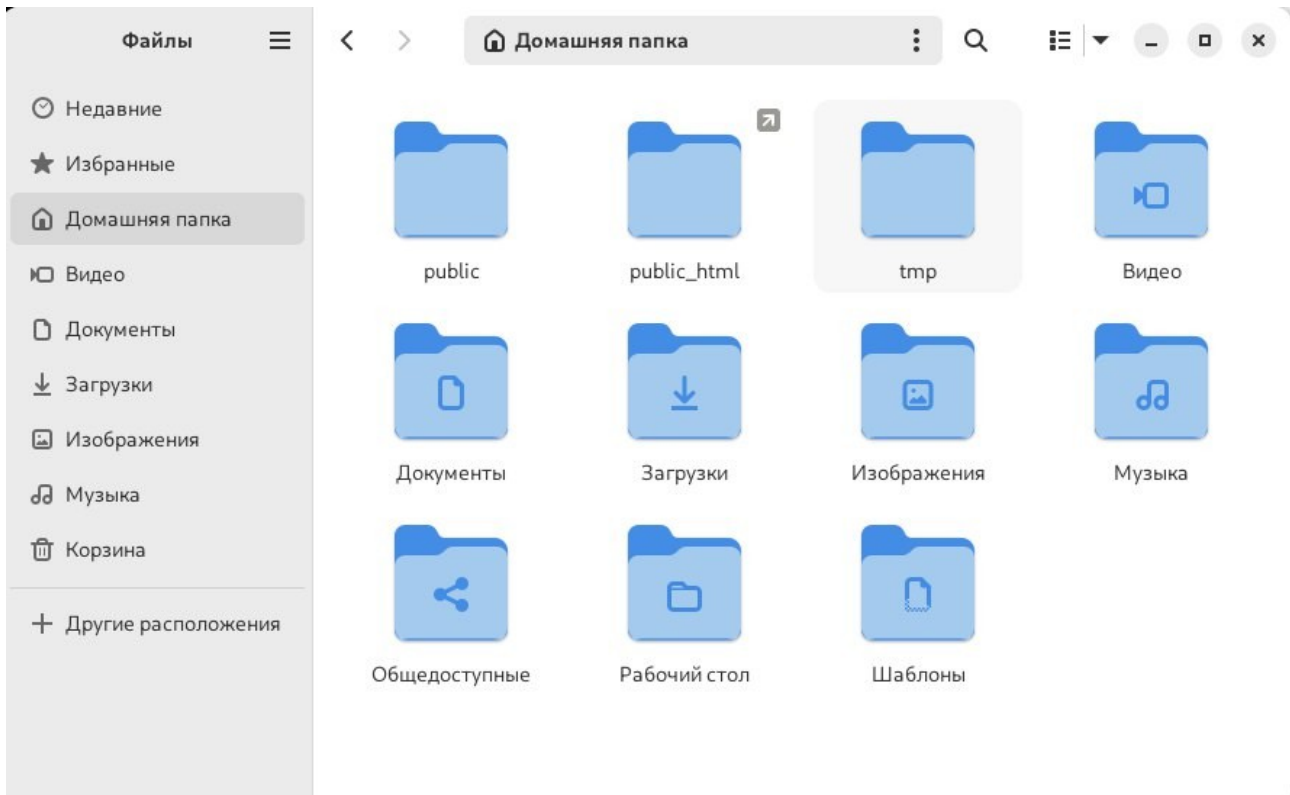 Файлы
Недавние
Избранные
Домашняя папка
Видео
Документы
Загрузки
Изображения
Музыка
Корзина
Другие расположения
Домашняя папка
public
public_html
tmp
Видео
Документы
Загрузки
Изображения
Музыка
Общедоступные
Рабочий стол
Шаблоны